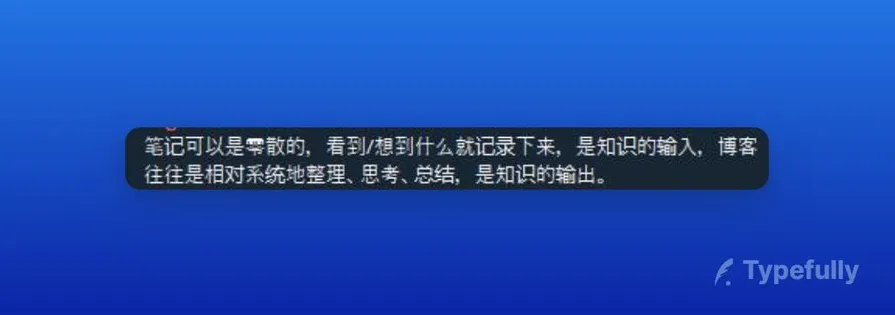 笔记可以是零散的，看到/想到什么就记录下来，是知识的输入，博客
往往是相对系统地整理、思考、总结，是知识的输出。
Typefully